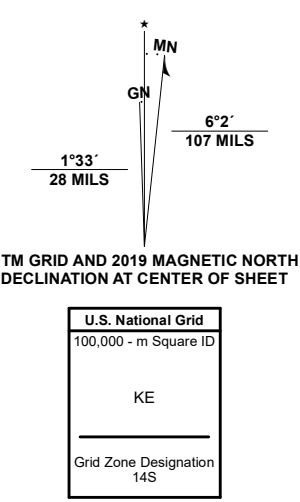 ★
MN
GN
6°2´
107 MILS
1°33´
28 MILS
TM GRID AND 2019 MAGNETIC NORTH
DECLINATION AT CENTER OF SHEET
U.S. National Grid
100,000 - m Square ID
KE
Grid Zone Designation
14S